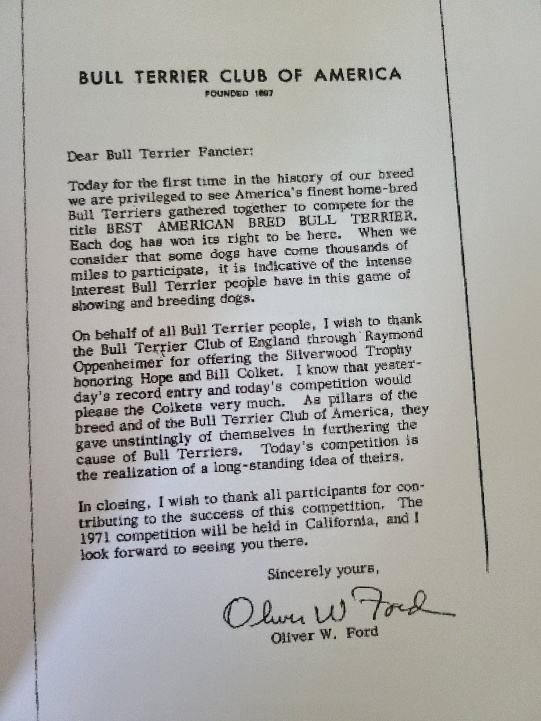 BULL TERRIER CLUB OF AMERICA
FOUNDED 1897
Dear Bull Terrier Fancier:
Today for the first time in the history of our breed
we are privileged to see America's finest home-bred
Bull Terriers gathered together to compete for the
title BEST AMERICAN BRED BULL TERRIER.
Each dog has won its right to be here. When we
consider that some dogs have come thousands of
miles to participate, it is indicative of the intense
interest Bull Terrier people have in this game of
showing and breeding dogs.
On behalf of all Bull Terrier people, I wish to thank
the Bull Terrier Club of England through Raymond
Oppenheimer for offering the Silverwood Trophy
honoring Hope and Bill Colket. I know that yester-
day's record entry and today's competition would
please the Colkets very much. As pillars of the
breed and of the Bull Terrier Club of America, they
gave unstintingly of themselves in furthering the
cause of Bull Terriers. Today's competition is
the realization of a long-standing idea of theirs.
In closing, I wish to thank all participants for con-
tributing to the success of this competition. The
1971 competition will be held in California, and I
look forward to seeing you there.
Sincerely yours,
Oliver W Ford
Oliver W. Ford